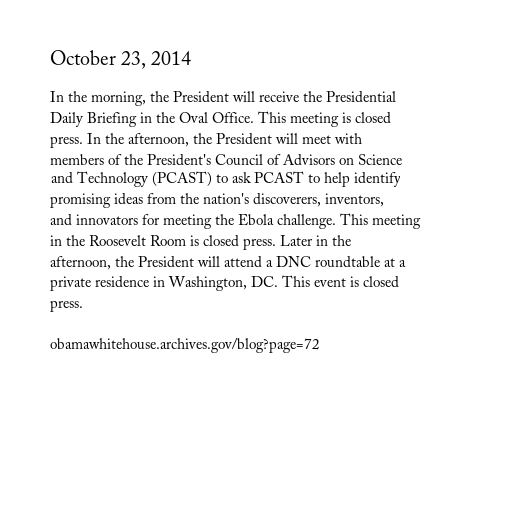 October 23, 2014
In the morning, the President will receive the Presidential
Daily Briefing in the Oval Office. This meeting is closed
press. In the afternoon, the President will meet with
members of the President's Council of Advisors on Science
and Technology (PCAST) to ask PCAST to help identify
promising ideas from the nation's discoverers, inventors,
and innovators for meeting the Ebola challenge. This meeting
in the Roosevelt Room is closed press. Later in the
afternoon, the President will attend a DNC roundtable at a
private residence in Washington, DC. This event is closed
press.
obamawhitehouse.archives.gov/blog?page=72